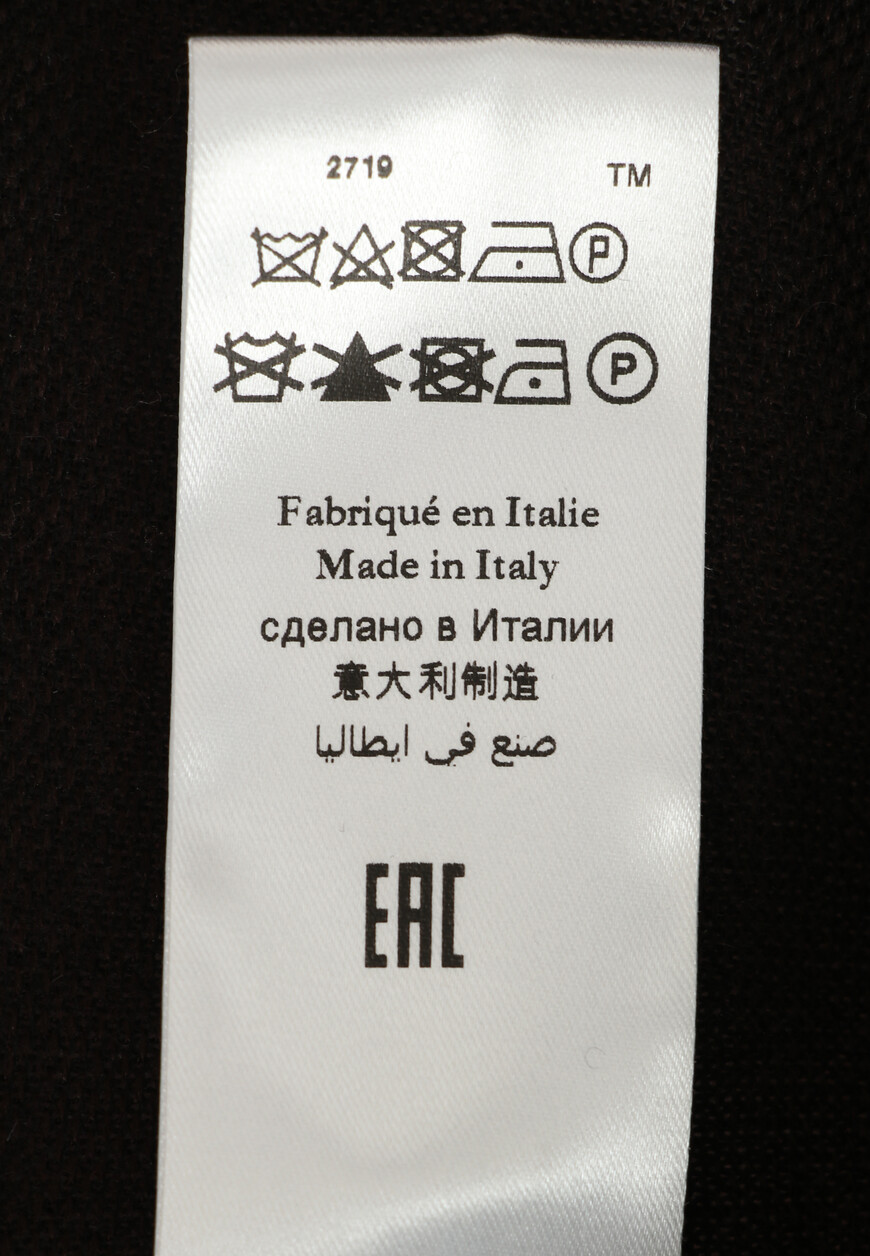 2719 TM
P
P
Fabriqué en Italie
Made in Italy
сделано в Италии
意大利制造
صنع في ايطاليا
EAC